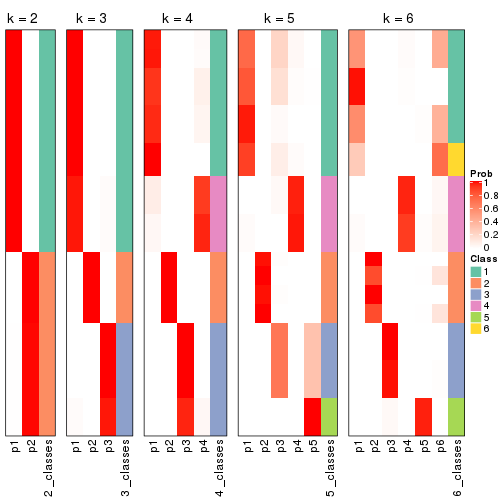 k = 2
k = 3
k = 4
k = 5
k = 6
p1
p2
2_classes
p1
p2
p3
3_classes
p1
p2
p3
p4
4_classes
p1
p2
p3
p4
p5
5_classes
p1
p2
p3
p4
p5
p6
6_classes
Prob
1
0.8
0.6
0.4
0.2
0
Class
1
2
3
4
5
6